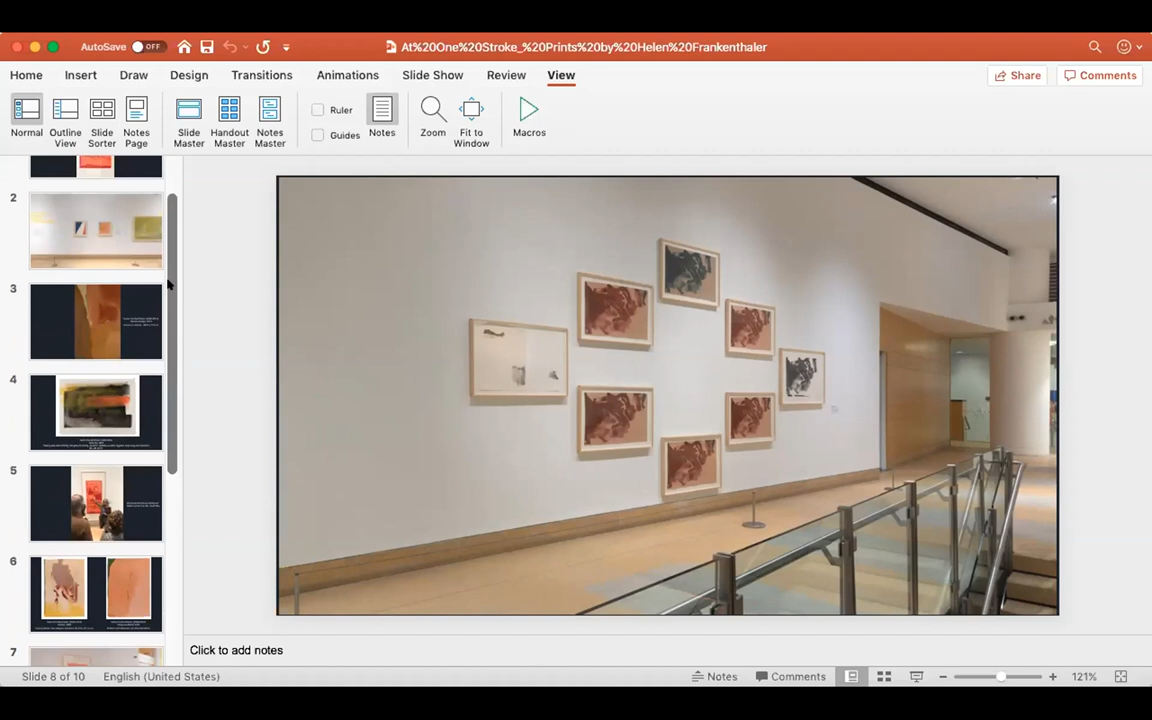 AutoSave OFF
At%20One%20Stroke_%20Prints%20by%20Helen%20Frankenthaler
Home Insert Draw Design Transitions Animations Slide Show Review View
Share Comments
Normal
Outline View
Slide Sorter
Notes Page
Slide Master
Handout Master
Notes Master
Ruler
Guides
Notes
Zoom
Fit to Window
Macros
2
3
4
5
6
7
Click to add notes
Slide 8 of 10 English (United States) Notes Comments 121%